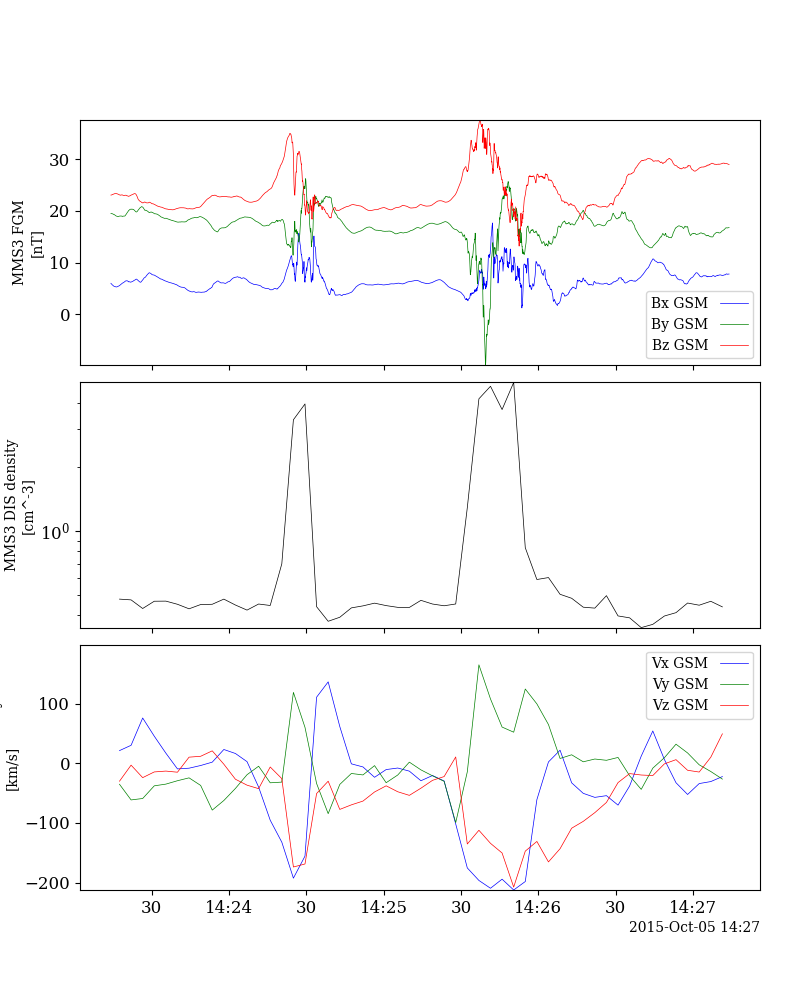 MMS3 FGM
[nT]
30
20
10
0
Bx GSM
By GSM
Bz GSM
MMS3 DIS density
[cm^-3]
10^0
[km/s]
100
0
−100
−200
Vx GSM
Vy GSM
Vz GSM
30 14:24 30 14:25 30 14:26 30 14:27
2015-Oct-05 14:27